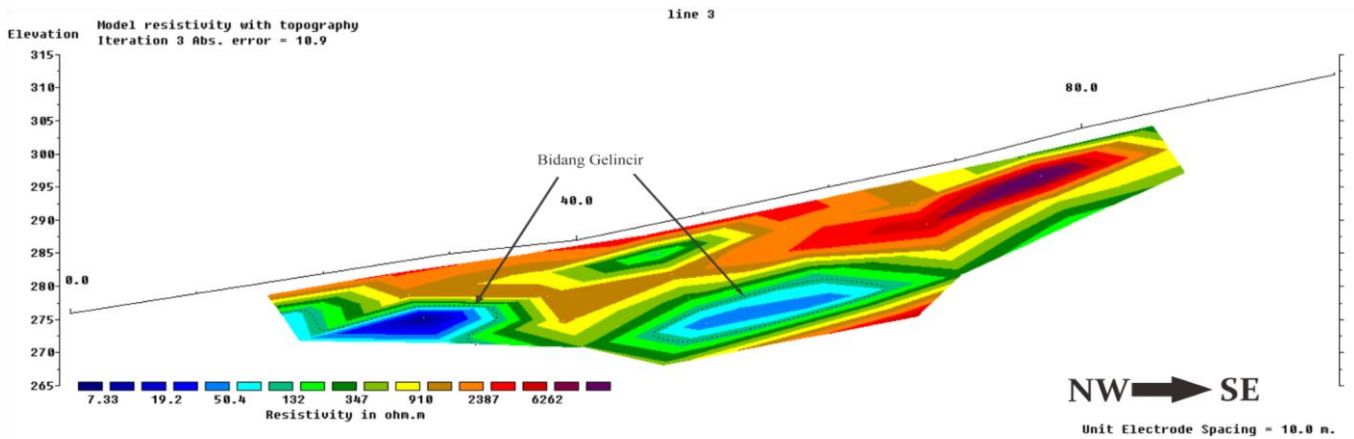 line 3
Model resistivity with topography
Elevation
Iteration 3 Abs. error = 10.9
315
310
305
300
295
290
285
280
275
270
265
80.0
Bidang Gelincir
40.0
0.0
7.33 19.2 50.4 132 347 910 2387 6262
Resistivity in ohm.m
NW SE
Unit Electrode Spacing = 10.0 m.